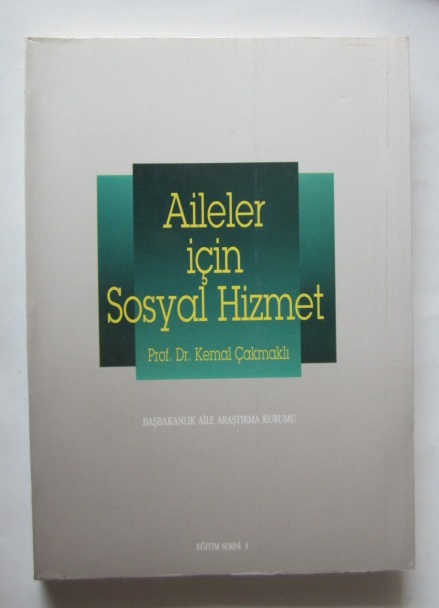 Aileler
için
Sosyal Hizmet
Prof. Dr. Kemal Çakmaklı
BAŞBAKANLIK AİLE ARAŞTIRMA KURUMU
EĞİTİM SERİSİ 3